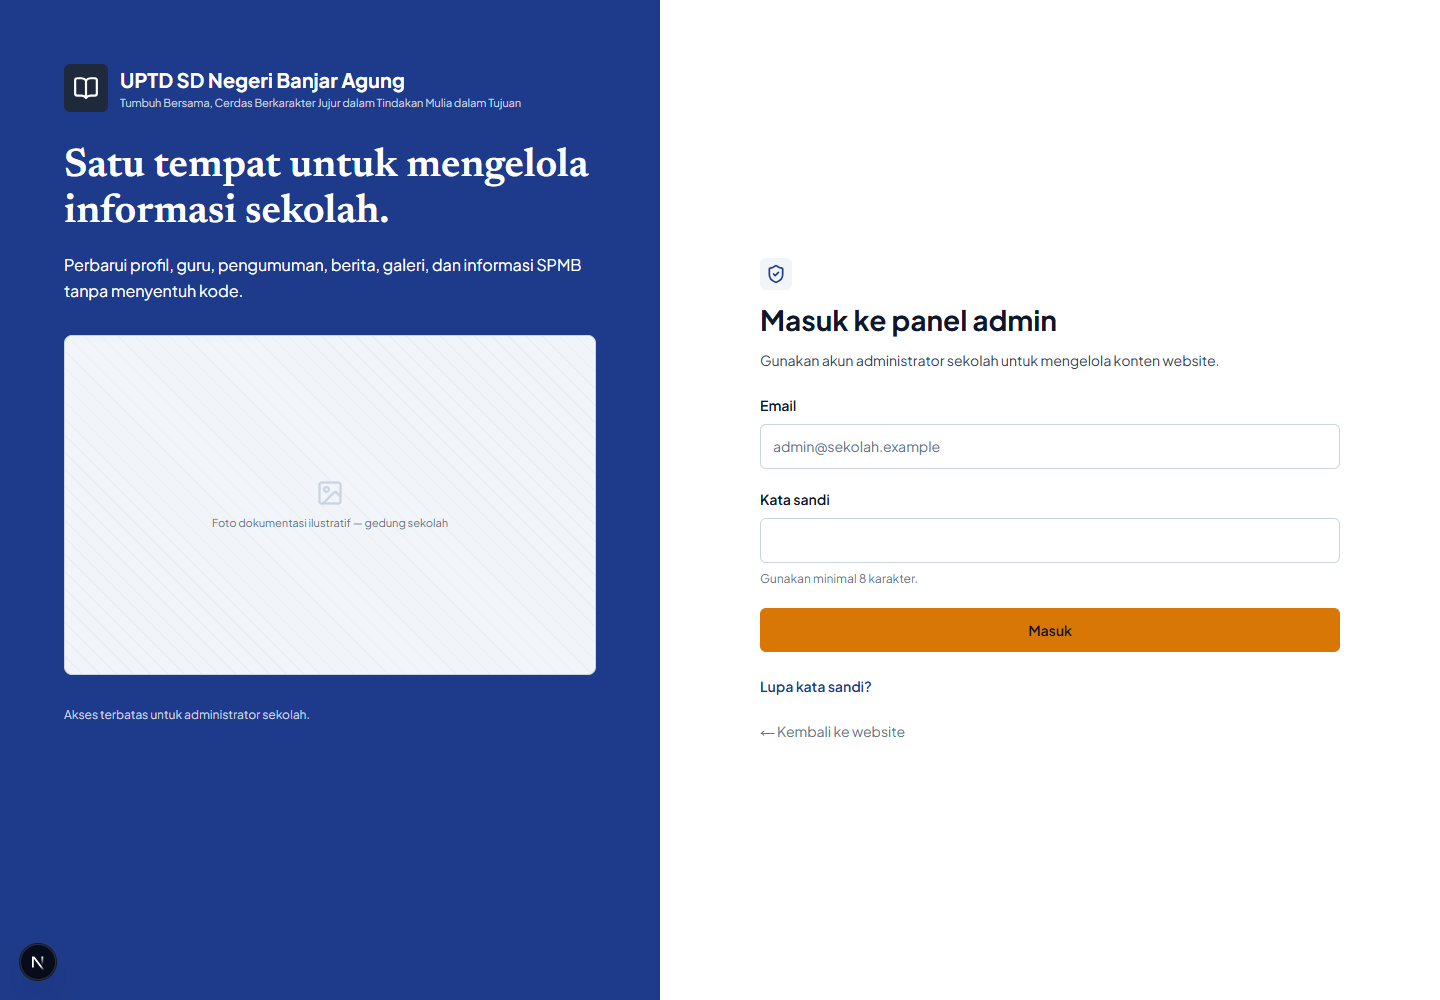 UPTD SD Negeri Banjar Agung
Tumbuh Bersama, Cerdas Berkarakter Jujur dalam Tindakan Mulia dalam Tujuan
Satu tempat untuk mengelola
informasi sekolah.
Perbarui profil, guru, pengumuman, berita, galeri, dan informasi SPMB
tanpa menyentuh kode.
Foto dokumentasi ilustratif — gedung sekolah
Akses terbatas untuk administrator sekolah.
N
Masuk ke panel admin
Gunakan akun administrator sekolah untuk mengelola konten website.
Email
admin@sekolah.example
Kata sandi
Gunakan minimal 8 karakter.
Masuk
Lupa kata sandi?
← Kembali ke website